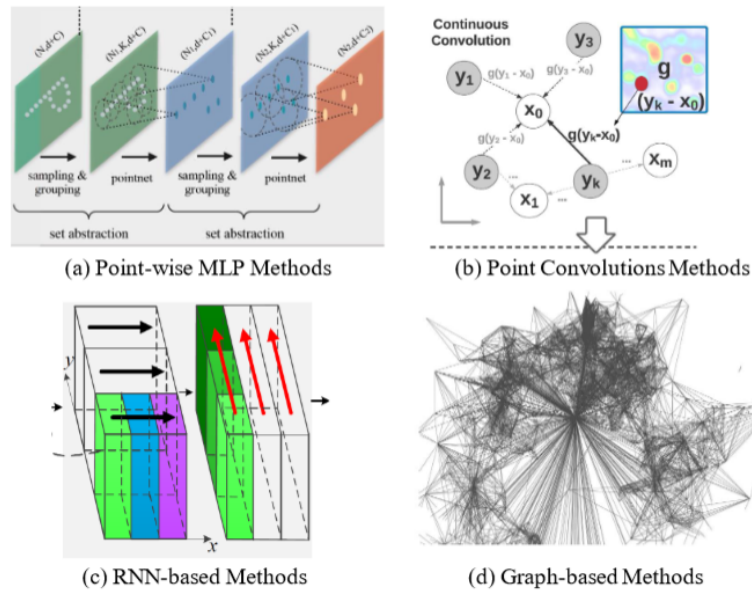 (N,d+C)
(N₁,K,d+C)
(N₁,d+C₁)
(N₂,K,d+C₁)
(N₂,d+C₂)
sampling &
grouping
pointnet
sampling &
grouping
pointnet
set abstraction
set abstraction
(a) Point-wise MLP Methods
Continuous
Convolution
y₁
y₃
g(y₁ - x₀)
g(y₃ - x₀)
x₀
g
(yₖ - x₀)
g(y₂ - x₀)
g(yₖ-x₀)
y₂
...
x₁
...
yₖ
...
xₘ
(b) Point Convolutions Methods
y
x
(c) RNN-based Methods
(d) Graph-based Methods